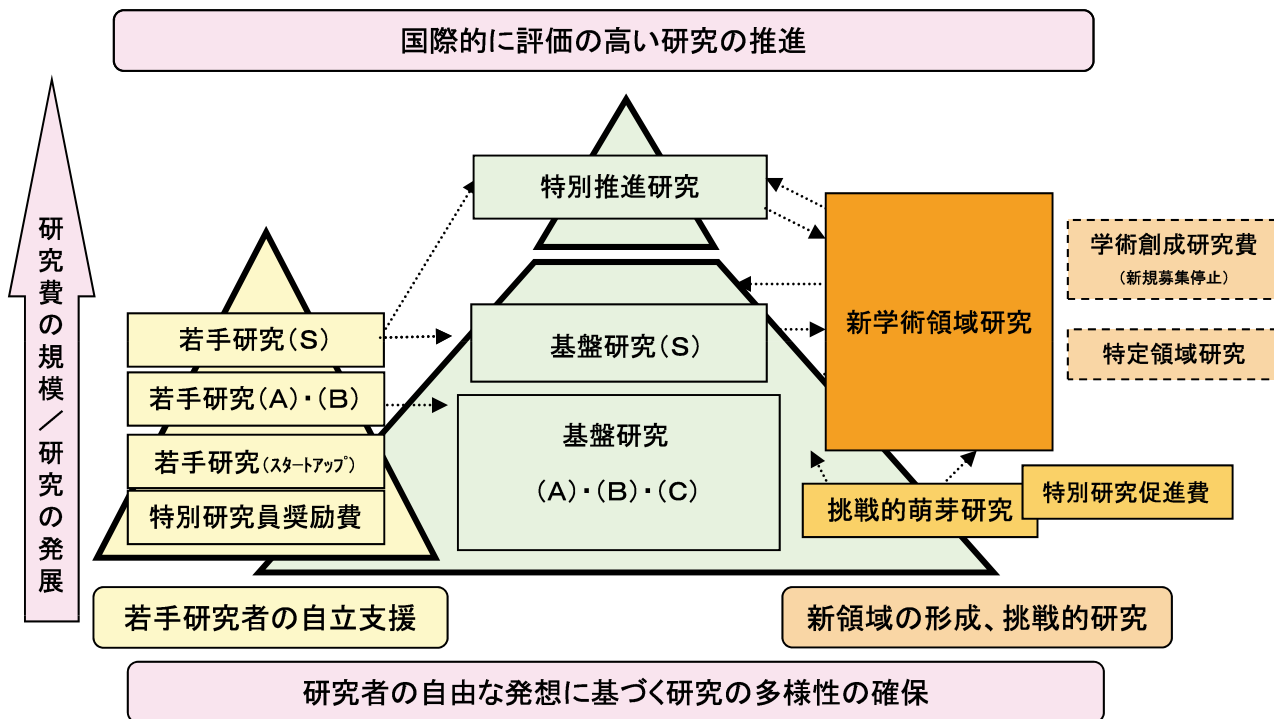 国際的に評価の高い研究の推進
研究費の規模/研究の発展
特別推進研究
若手研究(S)
若手研究(A)・(B)
若手研究(スタートアップ)
特別研究員奨励費
基盤研究(S)
基盤研究
(A)・(B)・(C)
新学術領域研究
学術創成研究費
(新規募集停止)
特定領域研究
挑戦的萌芽研究
特別研究促進費
若手研究者の自立支援
新領域の形成、挑戦的研究
研究者の自由な発想に基づく研究の多様性の確保